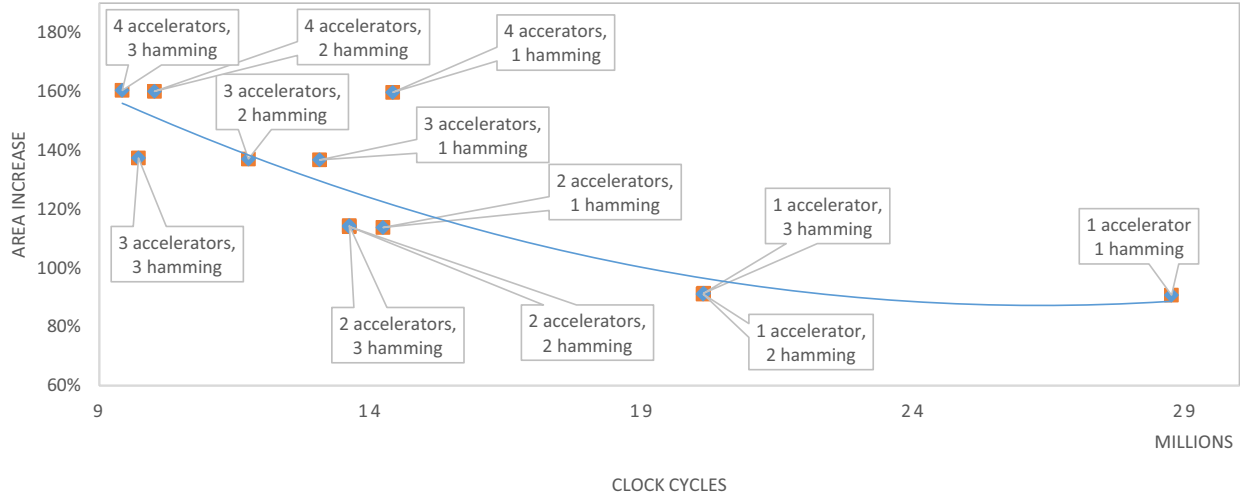 180%
160%
140%
120%
100%
80%
60%
AREA INCREASE
4 accelerators,
3 hamming
4 accelerators,
2 hamming
4 accerators,
1 hamming
3 accelerators,
2 hamming
3 accelerators,
1 hamming
2 accelerators,
1 hamming
3 accelerators,
3 hamming
1 accelerator,
3 hamming
1 accelerator
1 hamming
2 accelerators,
3 hamming
2 accelerators,
2 hamming
1 accelerator,
2 hamming
9
14
19
24
29
MILLIONS
CLOCK CYCLES